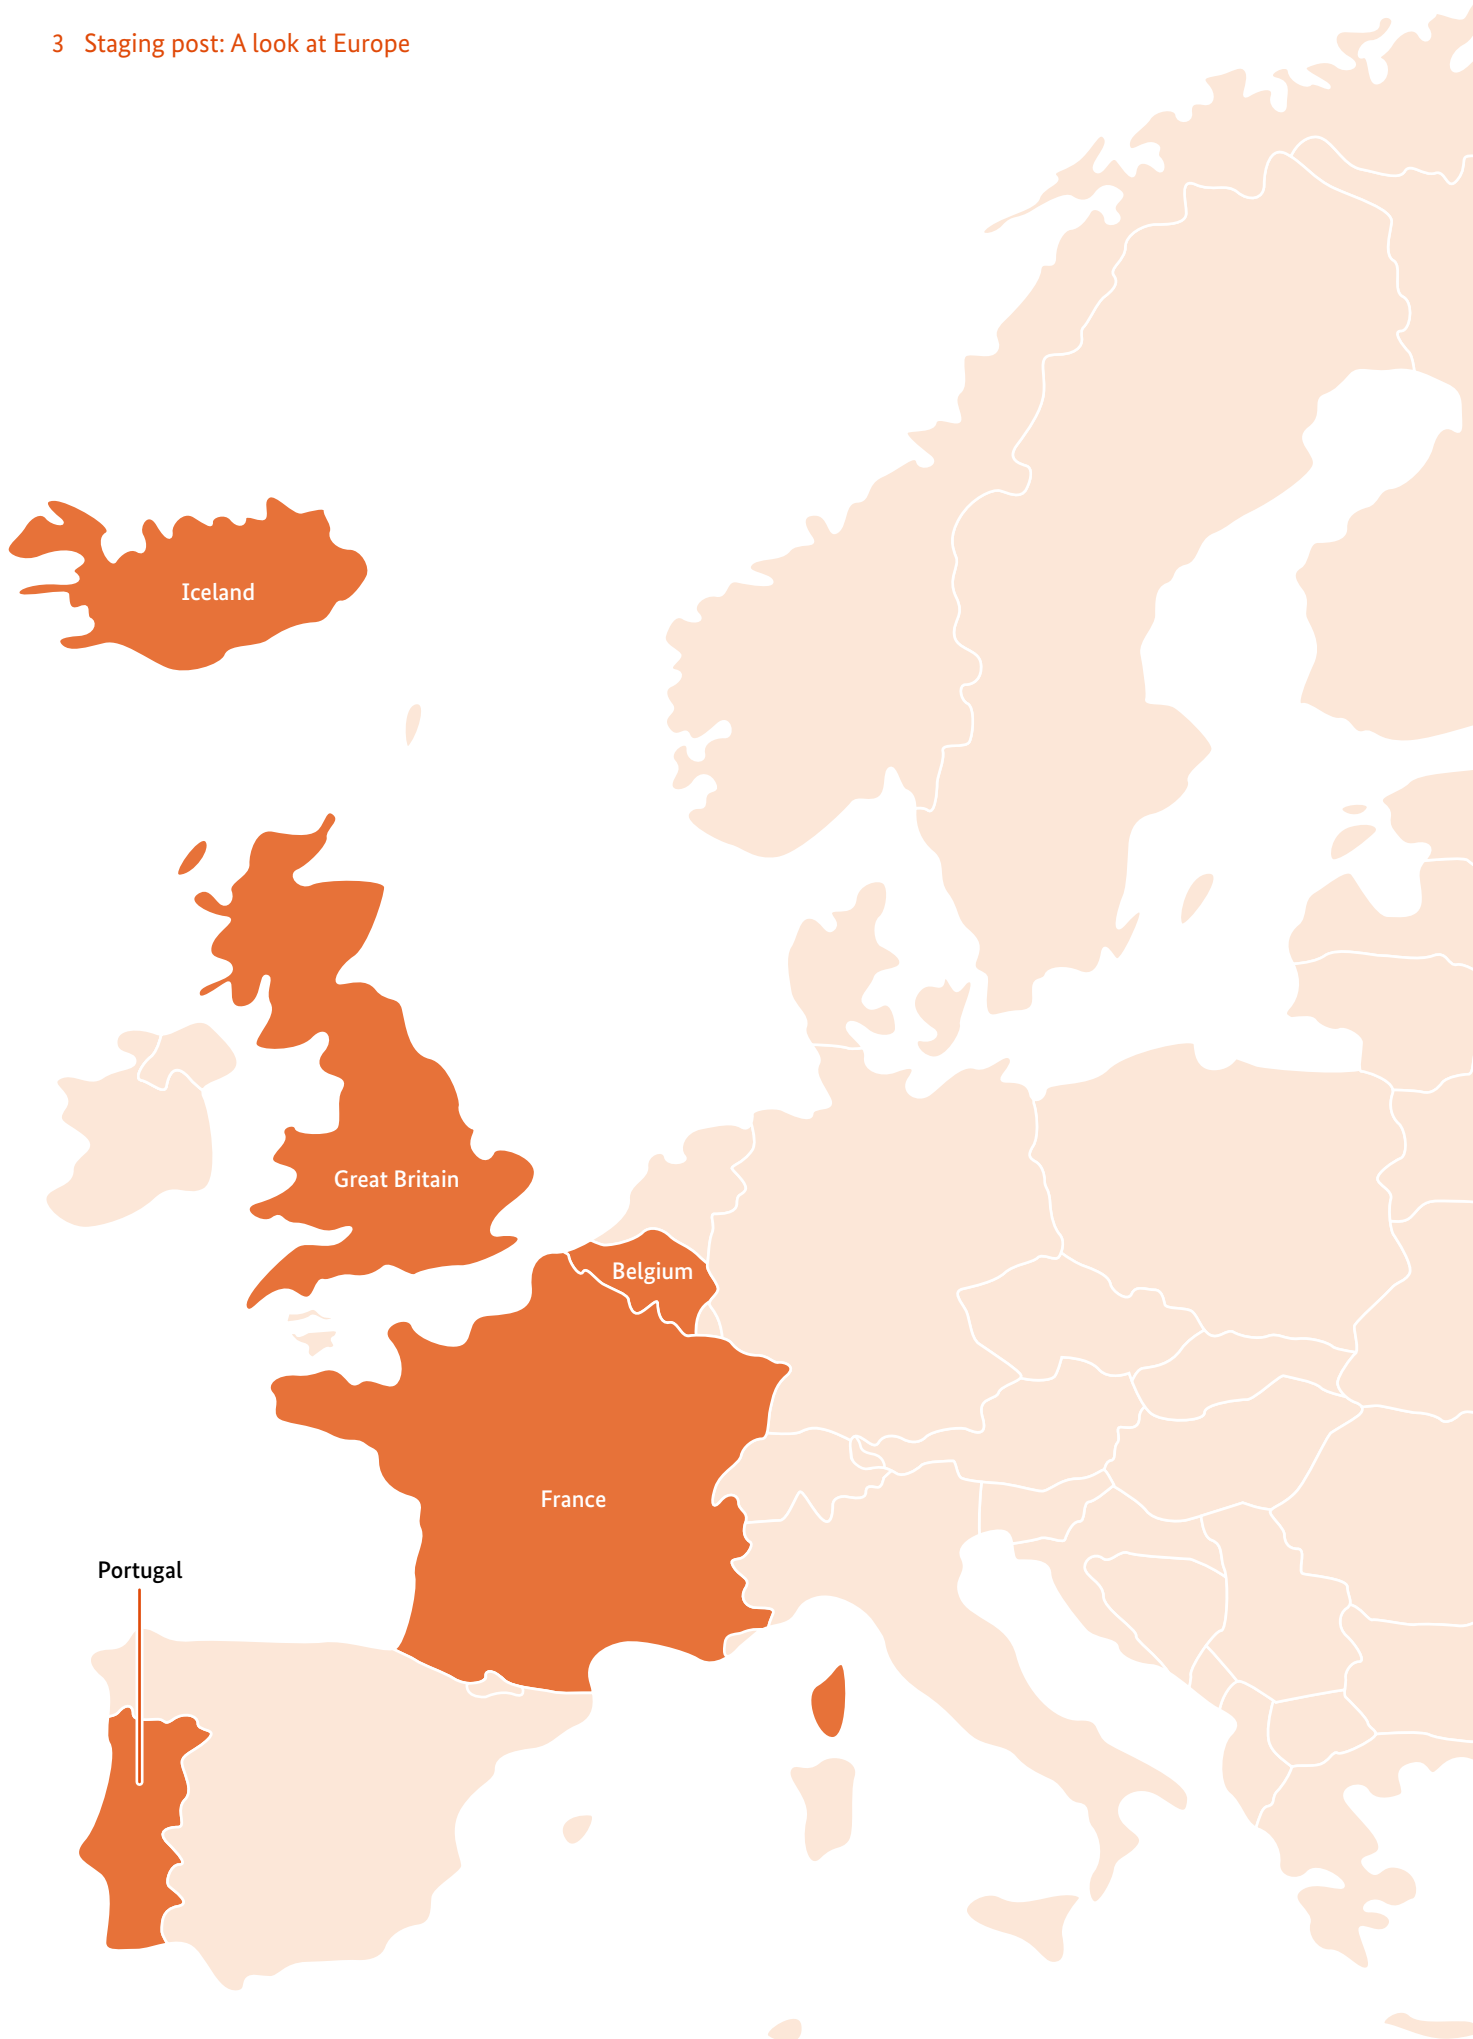 3 Staging post: A look at Europe
Iceland
Great Britain
Belgium
France
Portugal